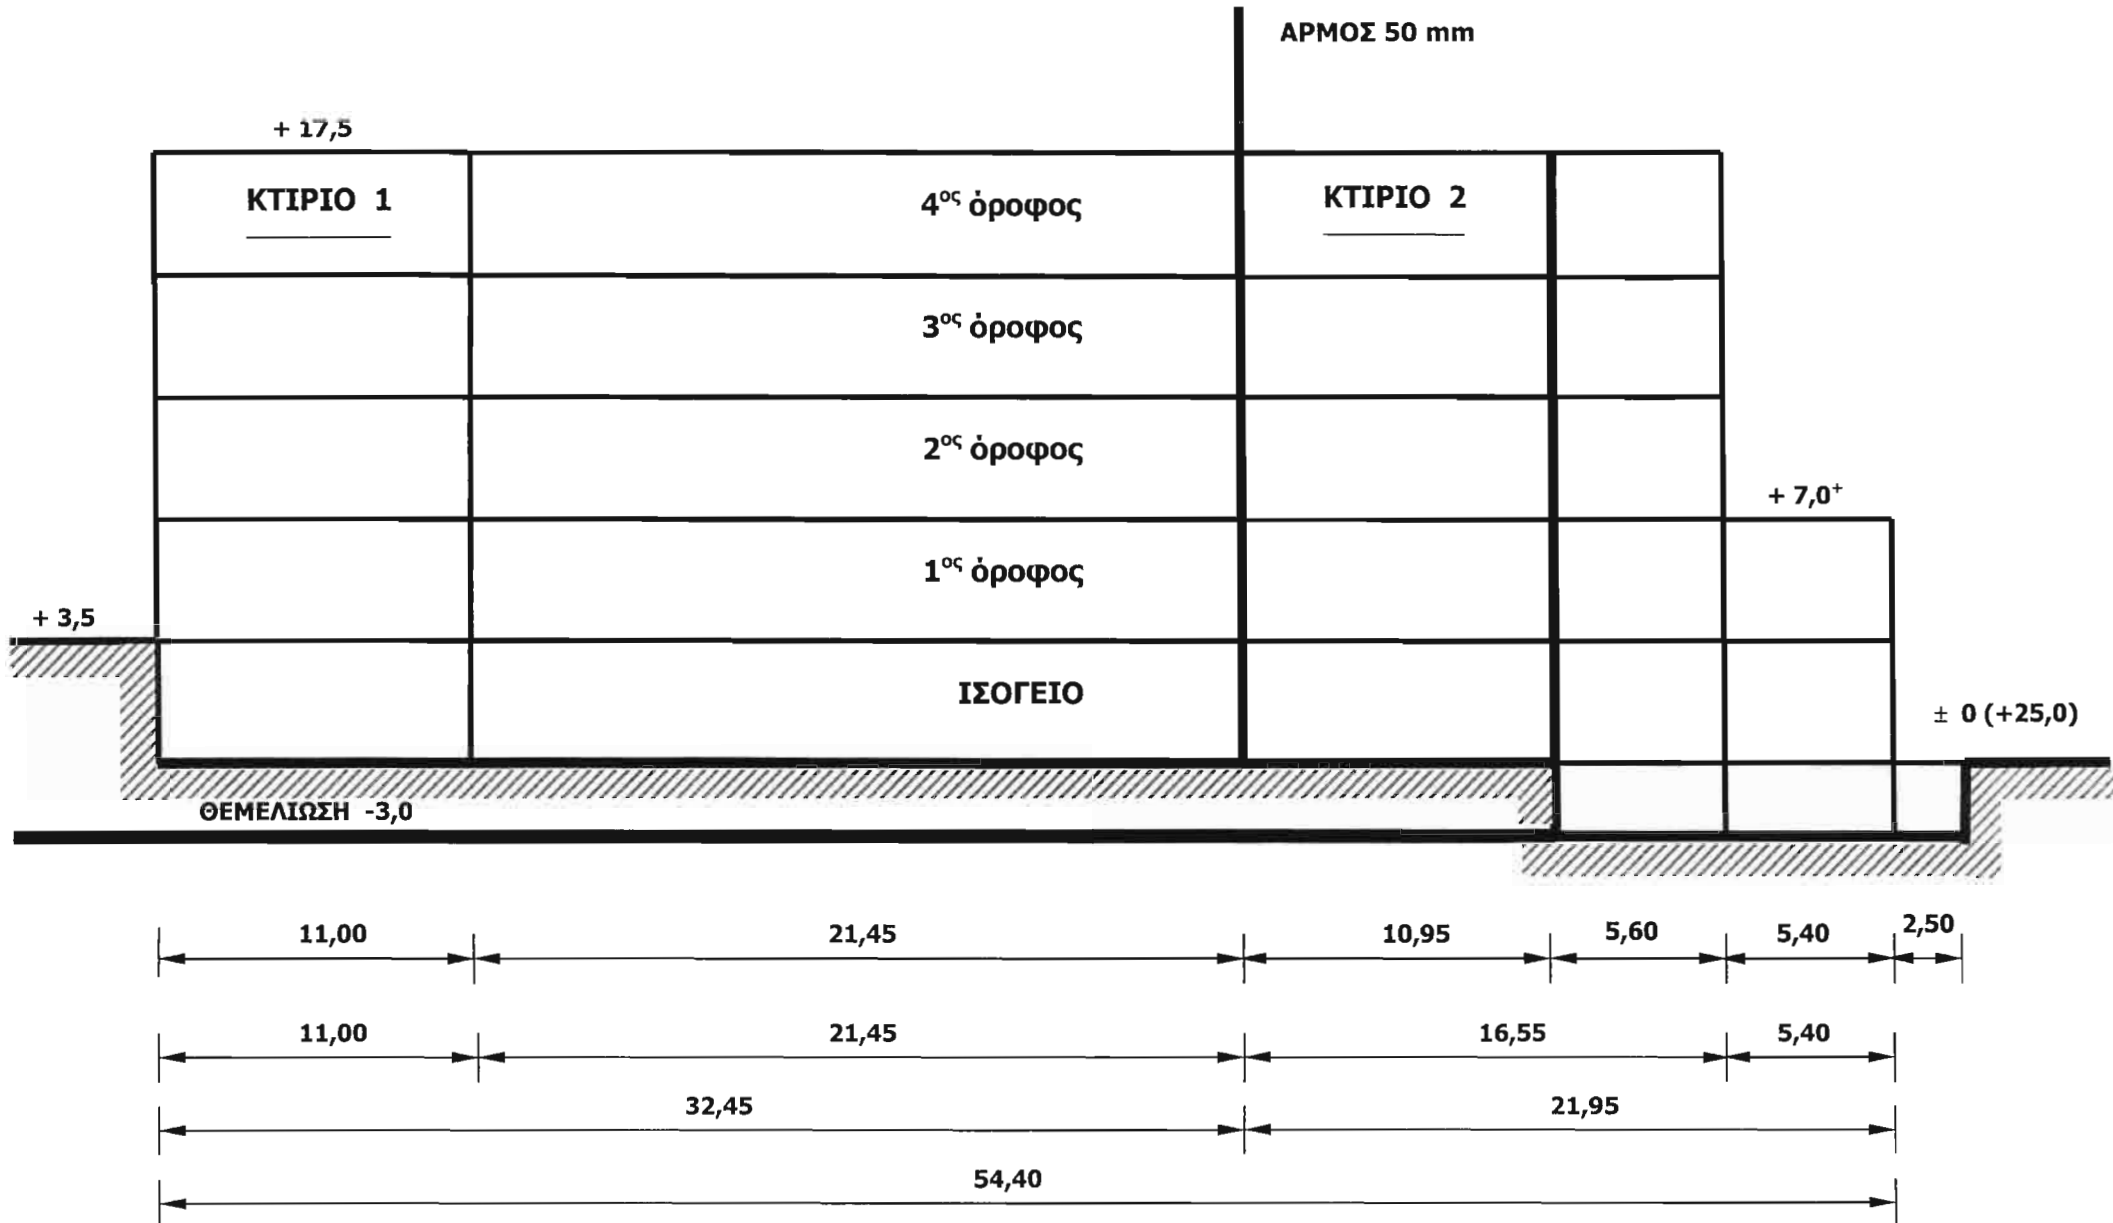 ΑΡΜΟΣ 50 mm
+ 17,5
ΚΤΙΡΙΟ 1
4ος όροφος
ΚΤΙΡΙΟ 2
3ος όροφος
2ος όροφος
+ 7,0+
1ος όροφος
+ 3,5
ΙΣΟΓΕΙΟ
± 0 (+25,0)
ΘΕΜΕΛΙΩΣΗ -3,0
11,00 21,45 10,95 5,60 5,40 2,50
11,00 21,45 16,55 5,40
32,45 21,95
54,40